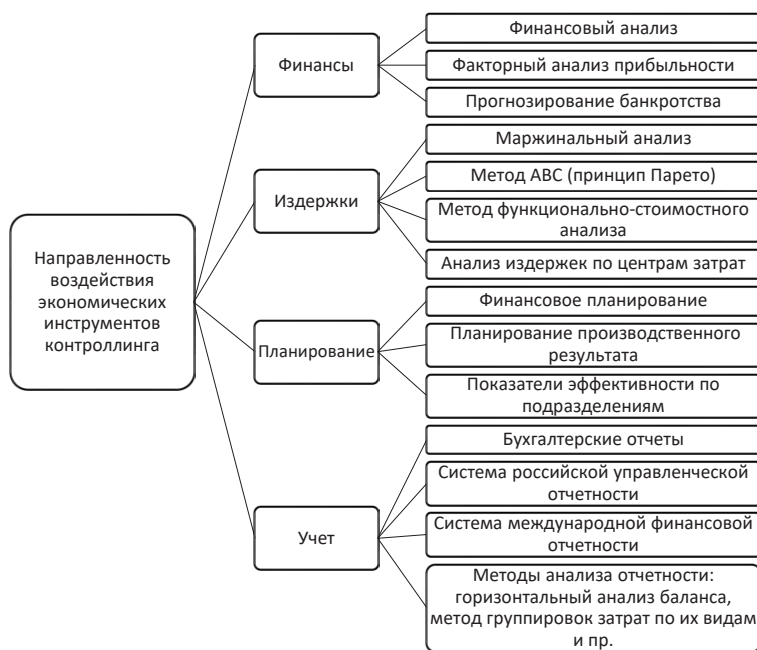 Направленность
воздействия
экономических
инструментов
контроллинга
Финансы
Финансовый анализ
Факторный анализ прибыльности
Прогнозирование банкротства
Издержки
Маржинальный анализ
Метод АВС (принцип Парето)
Метод функционально-стоимостного
анализа
Анализ издержек по центрам затрат
Планирование
Финансовое планирование
Планирование производственного
результата
Показатели эффективности по
подразделениям
Учет
Бухгалтерские отчеты
Система российской управленческой
отчетности
Система международной финансовой
отчетности
Методы анализа отчетности:
горизонтальный анализ баланса,
метод группировок затрат по их видам
и пр.